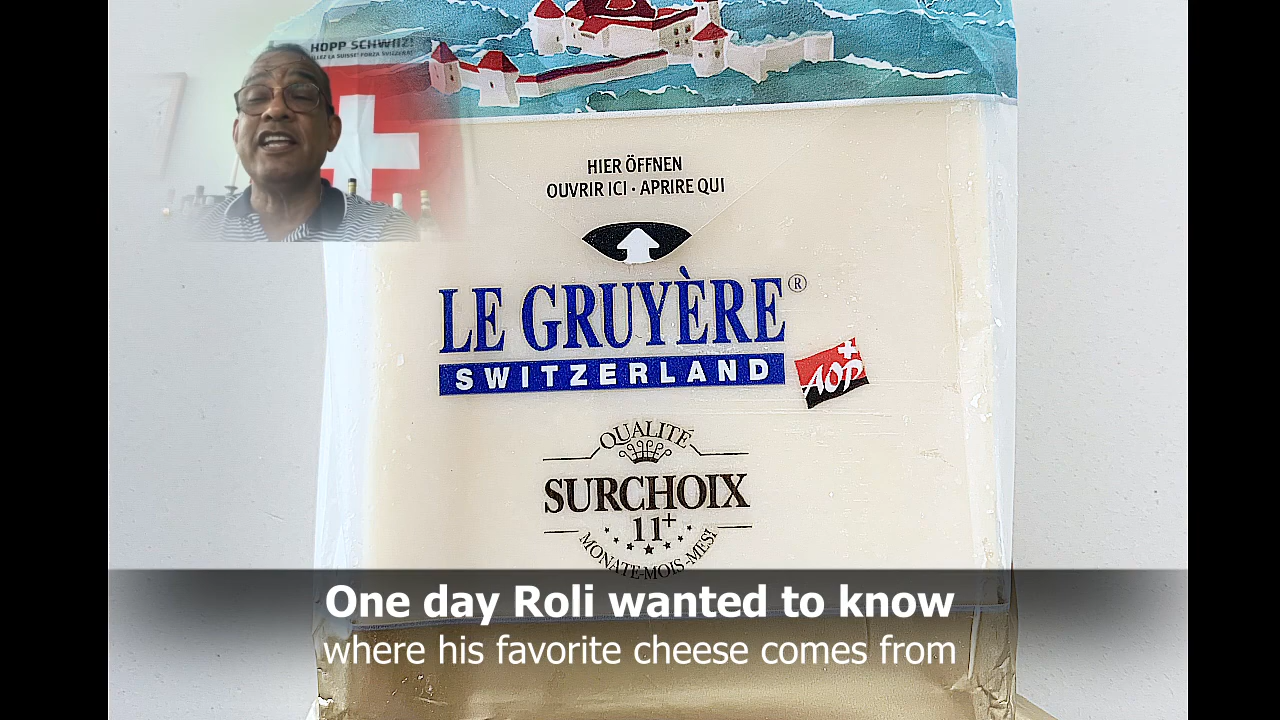 HOPP SCHWIIZ!
HIER ÖFFNEN
OUVRIR ICI · APRIRE QUI
LE GRUYÈRE®
SWITZERLAND
AOP
QUALITÉ
SURCHOIX
11+
MONATE-MOIS-MESI
One day Roli wanted to know
where his favorite cheese comes from